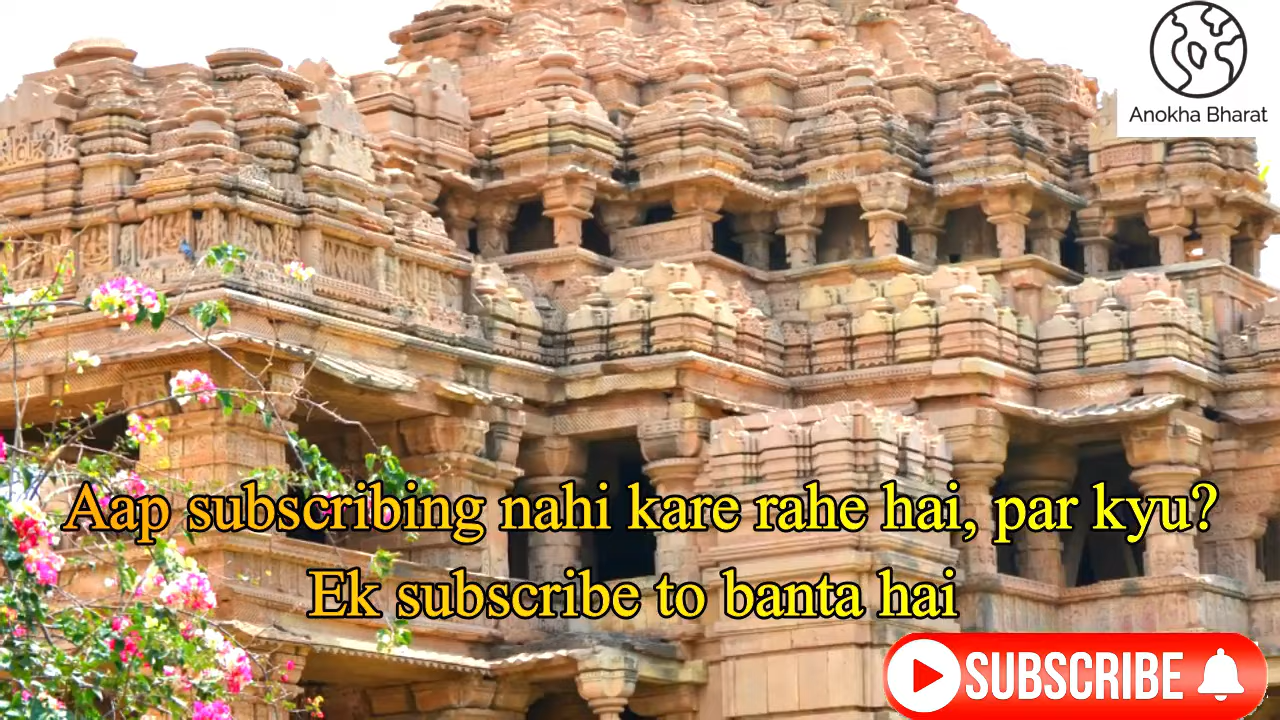 Anokha Bharat
Aap subscribing nahi kare rahe hai, par kyu?
Ek subscribe to banta hai
SUBSCRIBE